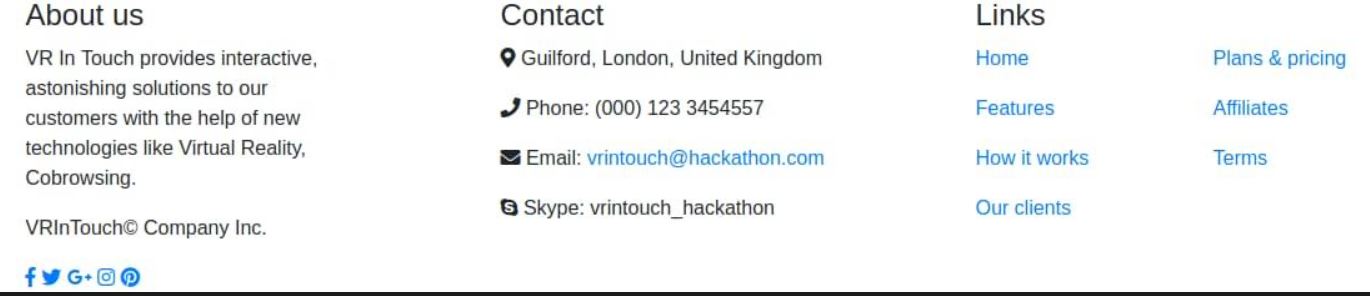 About us
VR In Touch provides interactive,
astonishing solutions to our
customers with the help of new
technologies like Virtual Reality,
Cobrowsing.
VRInTouch© Company Inc.
Contact
Guilford, London, United Kingdom
Phone: (000) 123 3454557
Email: vrintouch@hackathon.com
Skype: vrintouch_hackathon
Links
Home
Features
How it works
Our clients
Plans & pricing
Affiliates
Terms